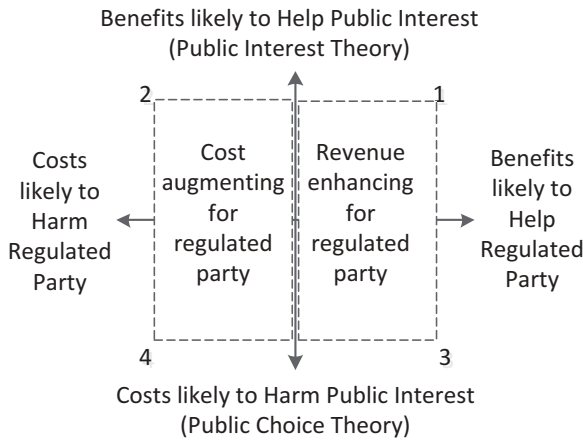 Benefits likely to Help Public Interest
(Public Interest Theory)
2
1
Costs
likely to
Harm
Regulated
Party
Cost
augmenting
for
regulated
party
Revenue
enhancing
for
regulated
party
Benefits
likely to
Help
Regulated
Party
4
3
Costs likely to Harm Public Interest
(Public Choice Theory)